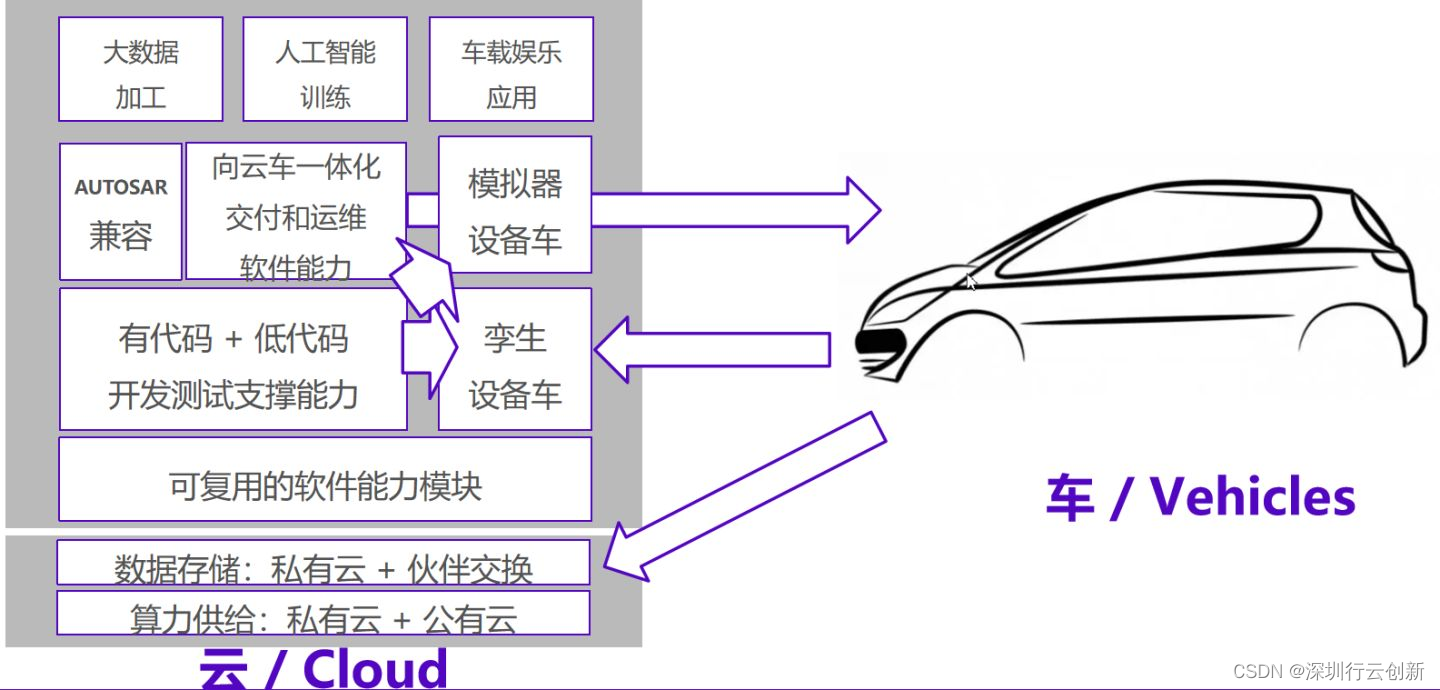 大数据
加工
人工智能
训练
车载娱乐
应用
AUTOSAR
兼容
向云车一体化
交付和运维
软件能力
模拟器
设备车
有代码 + 低代码
开发测试支撑能力
孪生
设备车
可复用的软件能力模块
数据存储：私有云 + 伙伴交换
算力供给：私有云 + 公有云
云 / Cloud
车 / Vehicles
CSDN @深圳行云创新